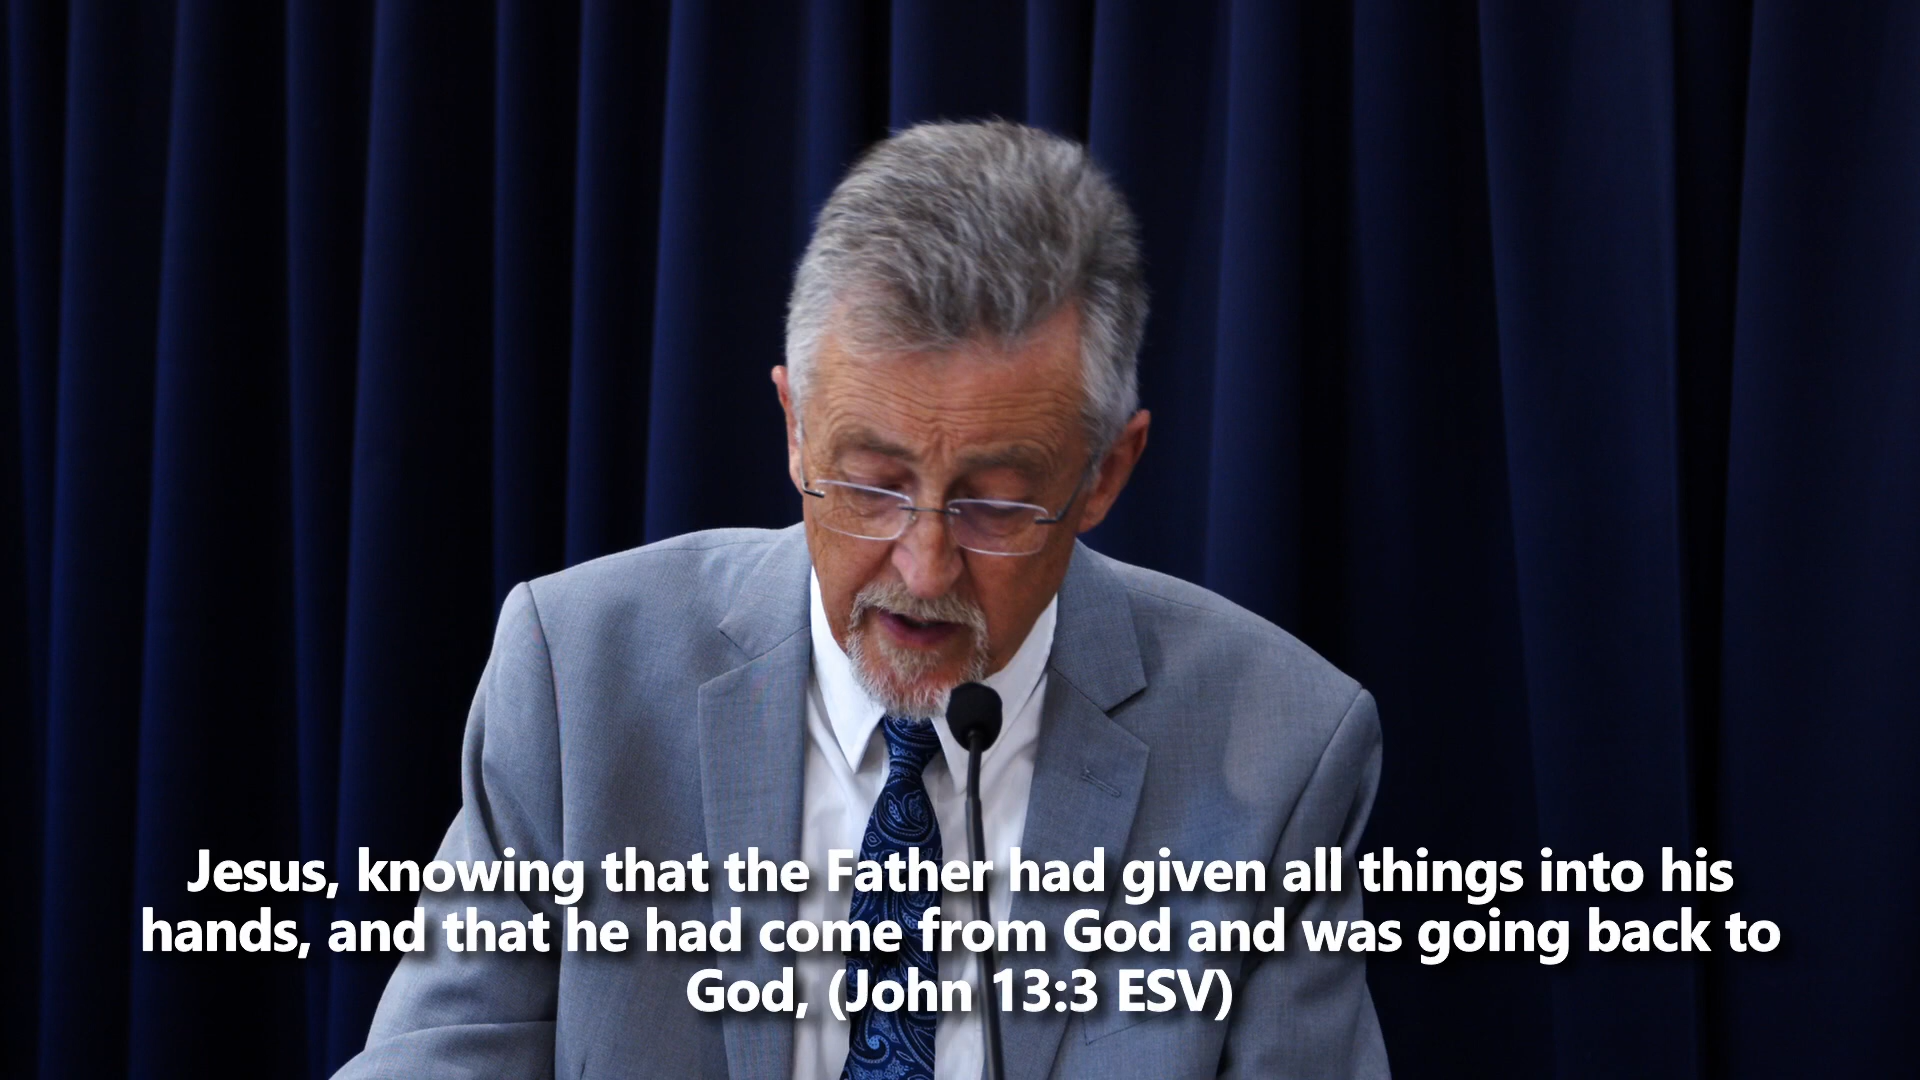 Jesus, knowing that the Father had given all things into his
hands, and that he had come from God and was going back to
God, (John 13:3 ESV)